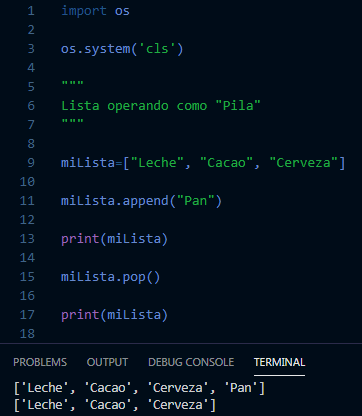 1 import os
2
3 os.system('cls')
4
5 """
6 Lista operando como "Pila"
7 """
8
9 miLista=["Leche", "Cacao", "Cerveza"]
10
11 miLista.append("Pan")
12
13 print(miLista)
14
15 miLista.pop()
16
17 print(miLista)
18
PROBLEMS OUTPUT DEBUG CONSOLE TERMINAL
['Leche', 'Cacao', 'Cerveza', 'Pan']
['Leche', 'Cacao', 'Cerveza']